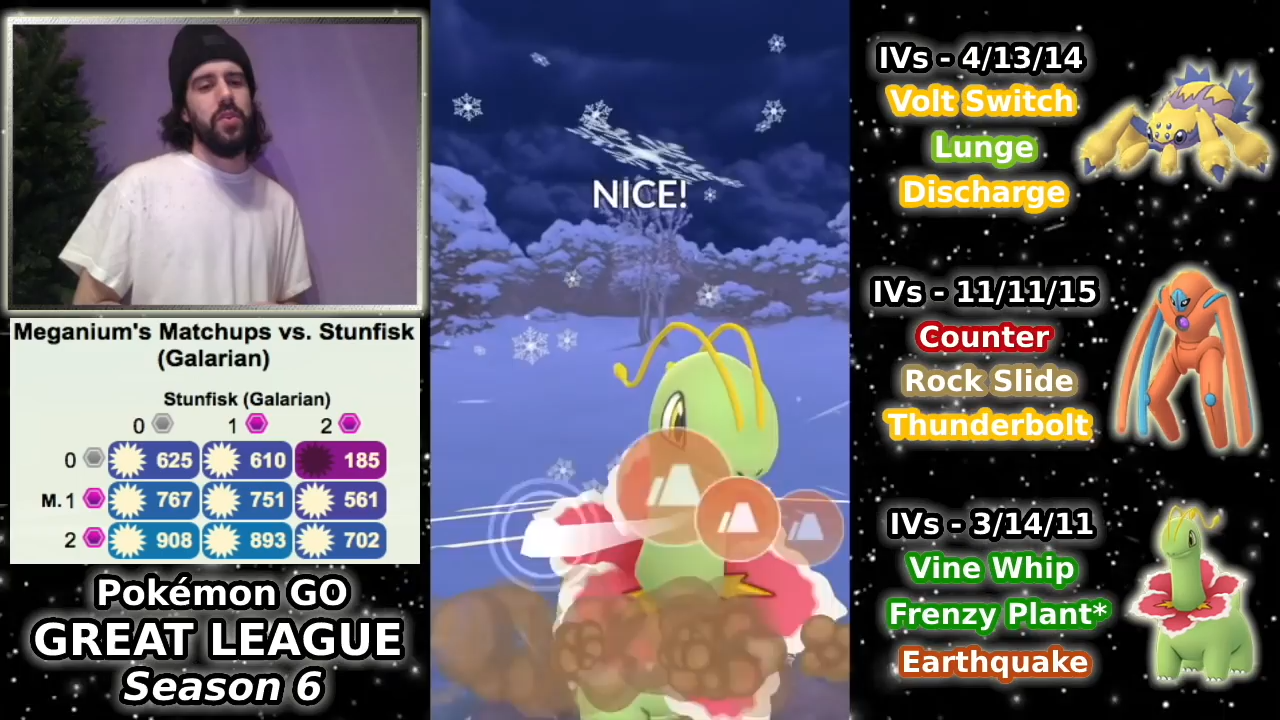 Meganium's Matchups vs. Stunfisk
(Galarian)
Stunfisk (Galarian)
0 1 2
0 625 610 185
M. 1 767 751 561
2 908 893 702
Pokémon GO
GREAT LEAGUE
Season 6
NICE!
IVs - 4/13/14
Volt Switch
Lunge
Discharge
IVs - 11/11/15
Counter
Rock Slide
Thunderbolt
IVs - 3/14/11
Vine Whip
Frenzy Plant*
Earthquake